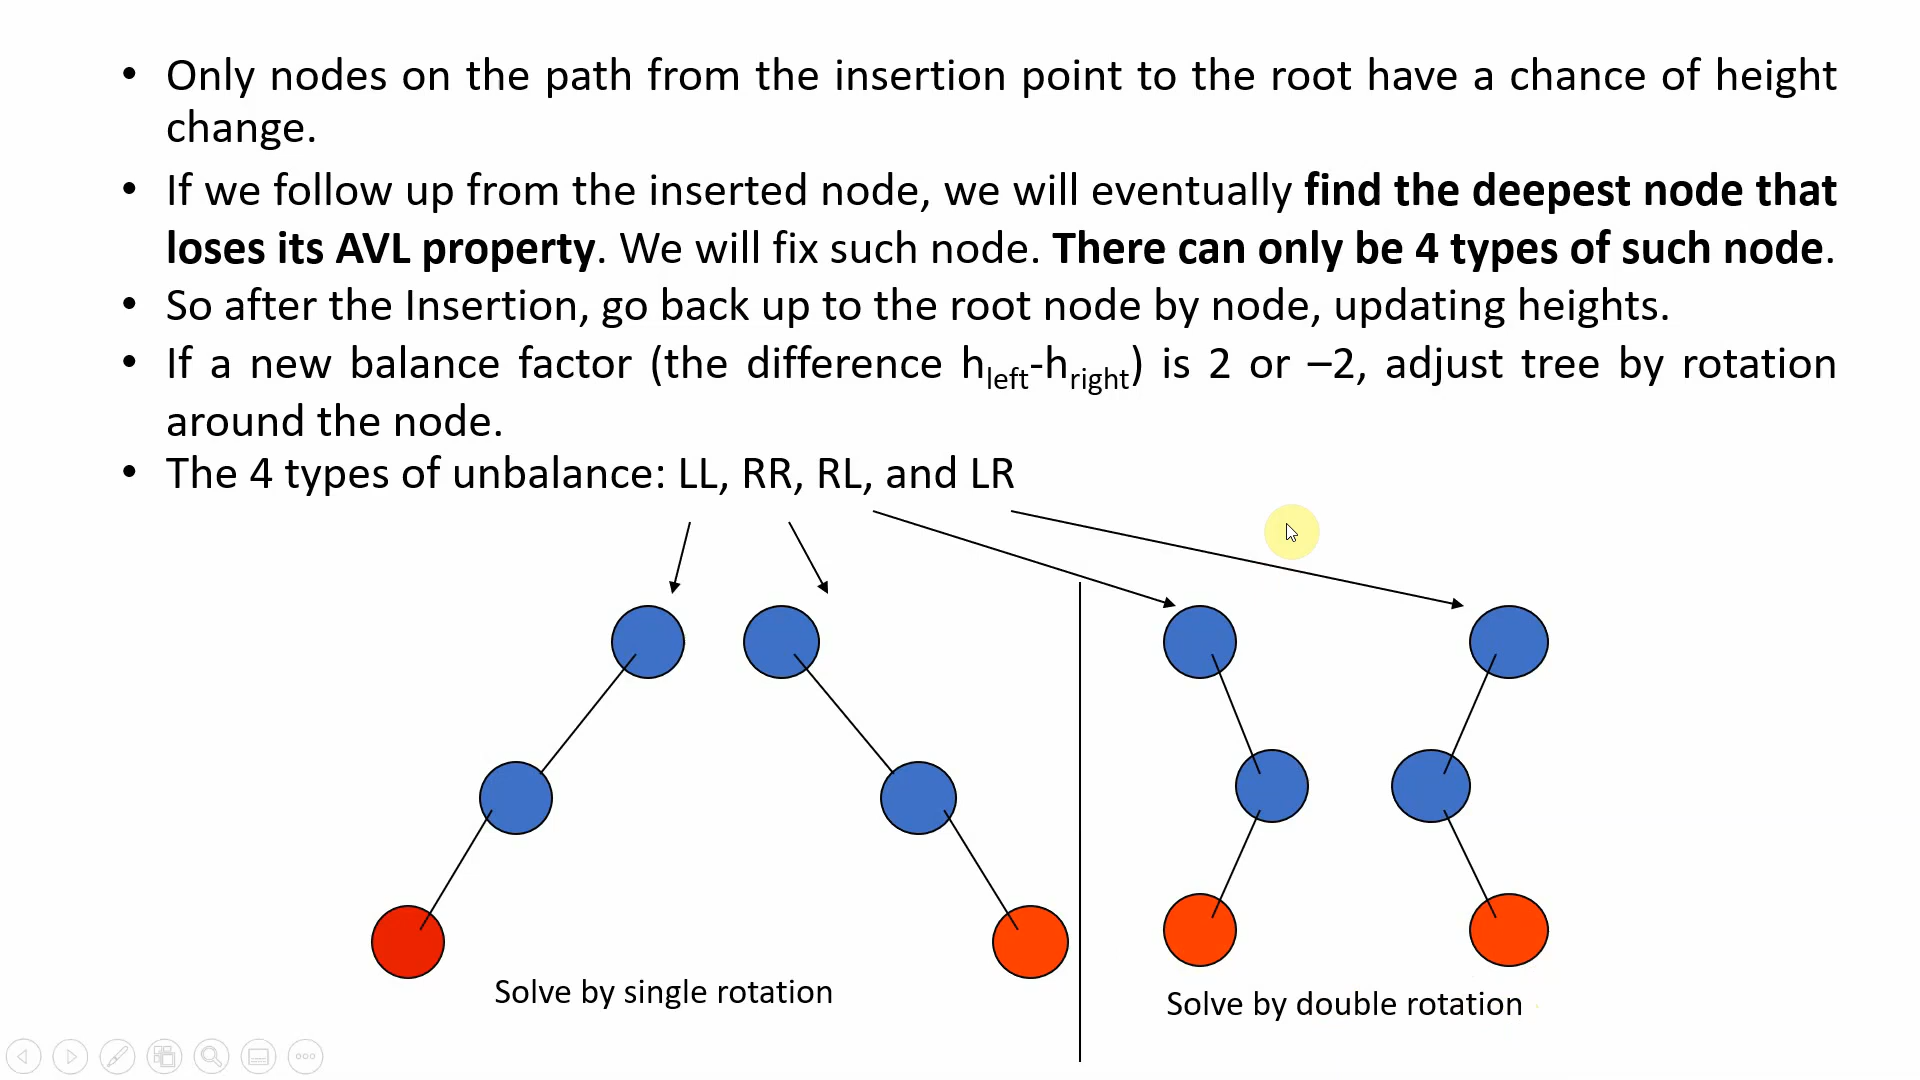 • Only nodes on the path from the insertion point to the root have a chance of height
change.
• If we follow up from the inserted node, we will eventually find the deepest node that
loses its AVL property. We will fix such node. There can only be 4 types of such node.
• So after the Insertion, go back up to the root node by node, updating heights.
• If a new balance factor (the difference hleft-hright) is 2 or –2, adjust tree by rotation
around the node.
• The 4 types of unbalance: LL, RR, RL, and LR
Solve by single rotation
Solve by double rotation